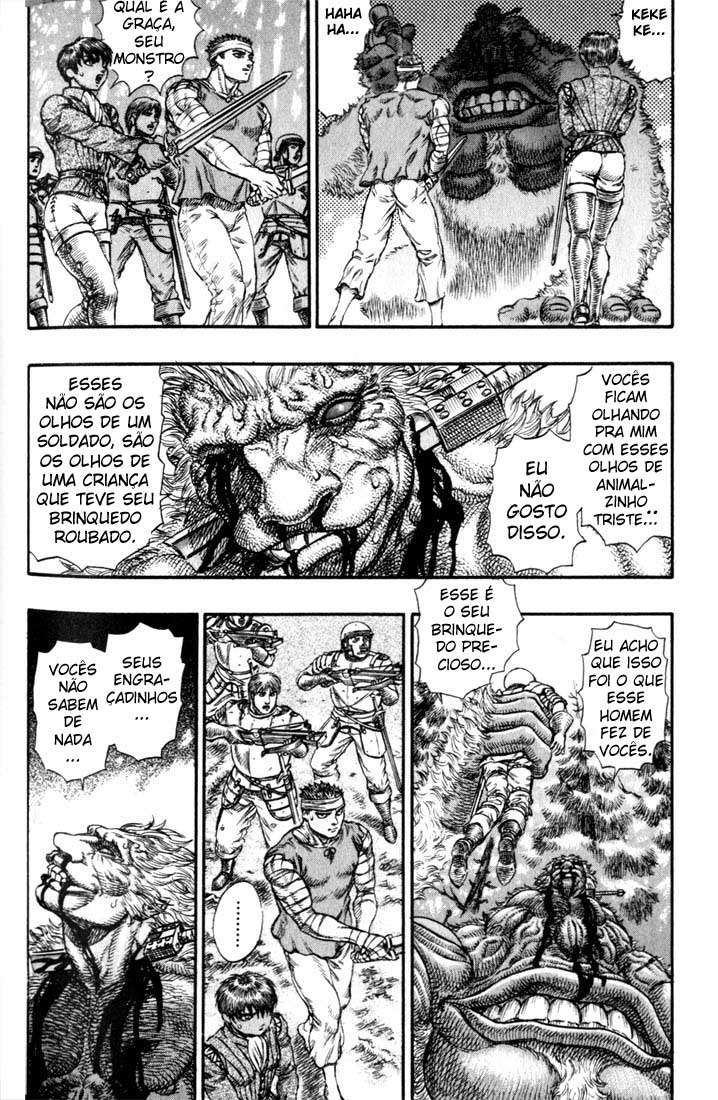 KEKE
KE...
HAHA
HA...
QUAL É A
GRAÇA,
SEU
MONSTRO
?
VOCÊS
FICAM
OLHANDO
PRA MIM
COM ESSES
OLHOS DE
ANIMAL-
ZINHO
TRISTE...
EU
NÃO
GOSTO
DISSO.
ESSES
NÃO SÃO OS
OLHOS DE UM
SOLDADO, SÃO
OS OLHOS DE
UMA CRIANÇA
QUE TEVE SEU
BRINQUEDO
ROUBADO.
EU ACHO
QUE ISSO
FOI O QUE
ESSE
HOMEM
FEZ DE
VOCÊS.
ESSE É
O SEU
BRINQUE-
DO PRE-
CIOSO...
........
SEUS
ENGRA-
ÇADINHOS
...
VOCÊS
NÃO
SABEM
DE
NADA
...